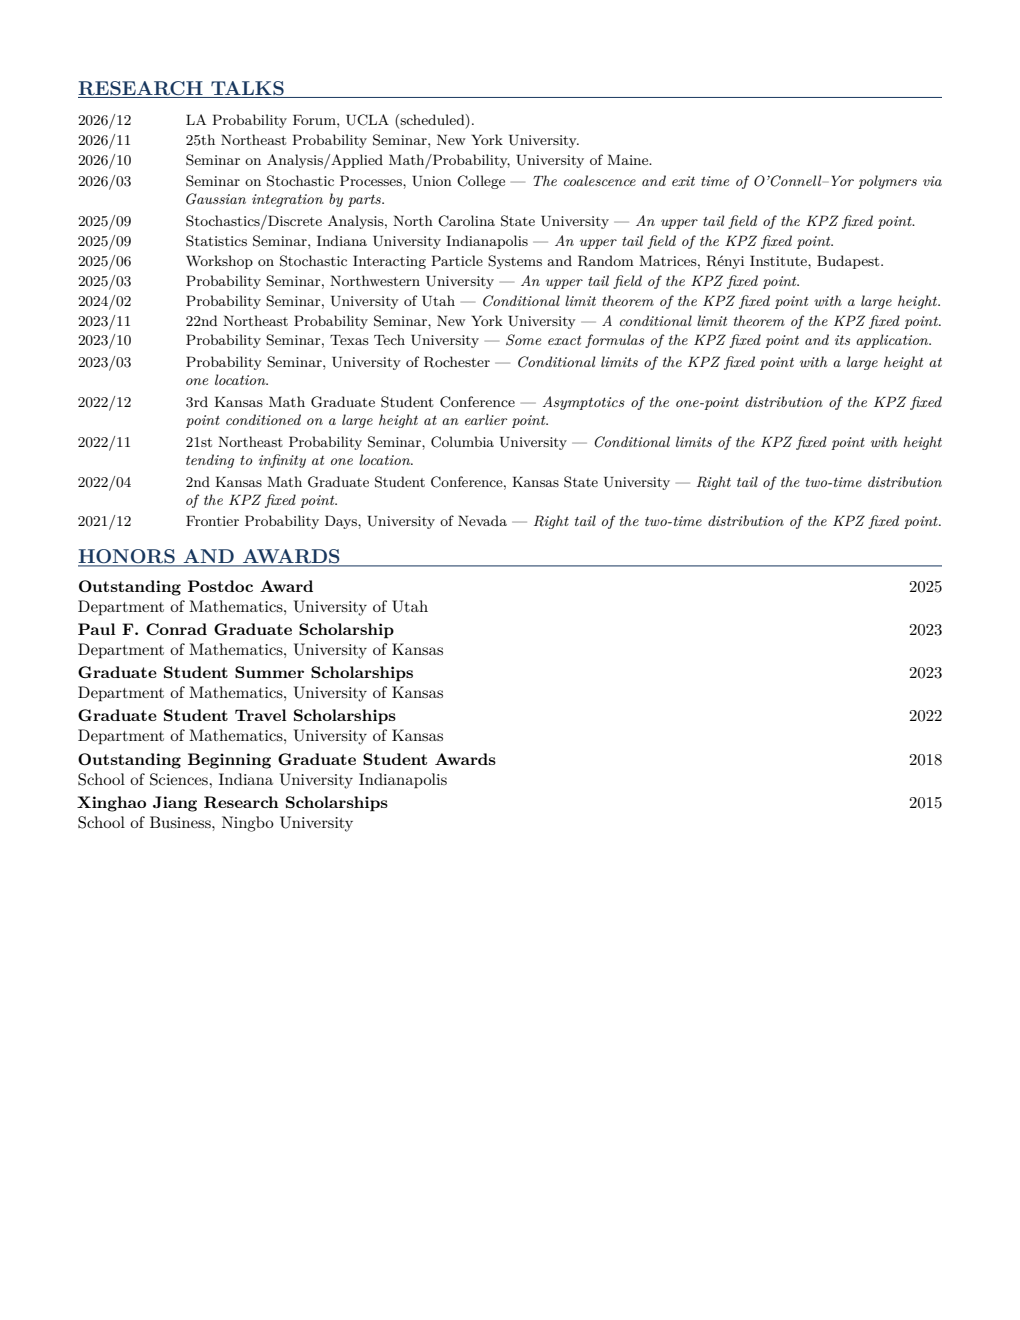 RESEARCH TALKS
2026/12 LA Probability Forum, UCLA (scheduled).
2026/11 25th Northeast Probability Seminar, New York University.
2026/10 Seminar on Analysis/Applied Math/Probability, University of Maine.
2026/03 Seminar on Stochastic Processes, Union College — The coalescence and exit time of O’Connell–Yor polymers via
Gaussian integration by parts.
2025/09 Stochastics/Discrete Analysis, North Carolina State University — An upper tail field of the KPZ fixed point.
2025/09 Statistics Seminar, Indiana University Indianapolis — An upper tail field of the KPZ fixed point.
2025/06 Workshop on Stochastic Interacting Particle Systems and Random Matrices, Rényi Institute, Budapest.
2025/03 Probability Seminar, Northwestern University — An upper tail field of the KPZ fixed point.
2024/02 Probability Seminar, University of Utah — Conditional limit theorem of the KPZ fixed point with a large height.
2023/11 22nd Northeast Probability Seminar, New York University — A conditional limit theorem of the KPZ fixed point.
2023/10 Probability Seminar, Texas Tech University — Some exact formulas of the KPZ fixed point and its application.
2023/03 Probability Seminar, University of Rochester — Conditional limits of the KPZ fixed point with a large height at
one location.
2022/12 3rd Kansas Math Graduate Student Conference — Asymptotics of the one-point distribution of the KPZ fixed
point conditioned on a large height at an earlier point.
2022/11 21st Northeast Probability Seminar, Columbia University — Conditional limits of the KPZ fixed point with height
tending to infinity at one location.
2022/04 2nd Kansas Math Graduate Student Conference, Kansas State University — Right tail of the two-time distribution
of the KPZ fixed point.
2021/12 Frontier Probability Days, University of Nevada — Right tail of the two-time distribution of the KPZ fixed point.
HONORS AND AWARDS
Outstanding Postdoc Award 2025
Department of Mathematics, University of Utah
Paul F. Conrad Graduate Scholarship 2023
Department of Mathematics, University of Kansas
Graduate Student Summer Scholarships 2023
Department of Mathematics, University of Kansas
Graduate Student Travel Scholarships 2022
Department of Mathematics, University of Kansas
Outstanding Beginning Graduate Student Awards 2018
School of Sciences, Indiana University Indianapolis
Xinghao Jiang Research Scholarships 2015
School of Business, Ningbo University